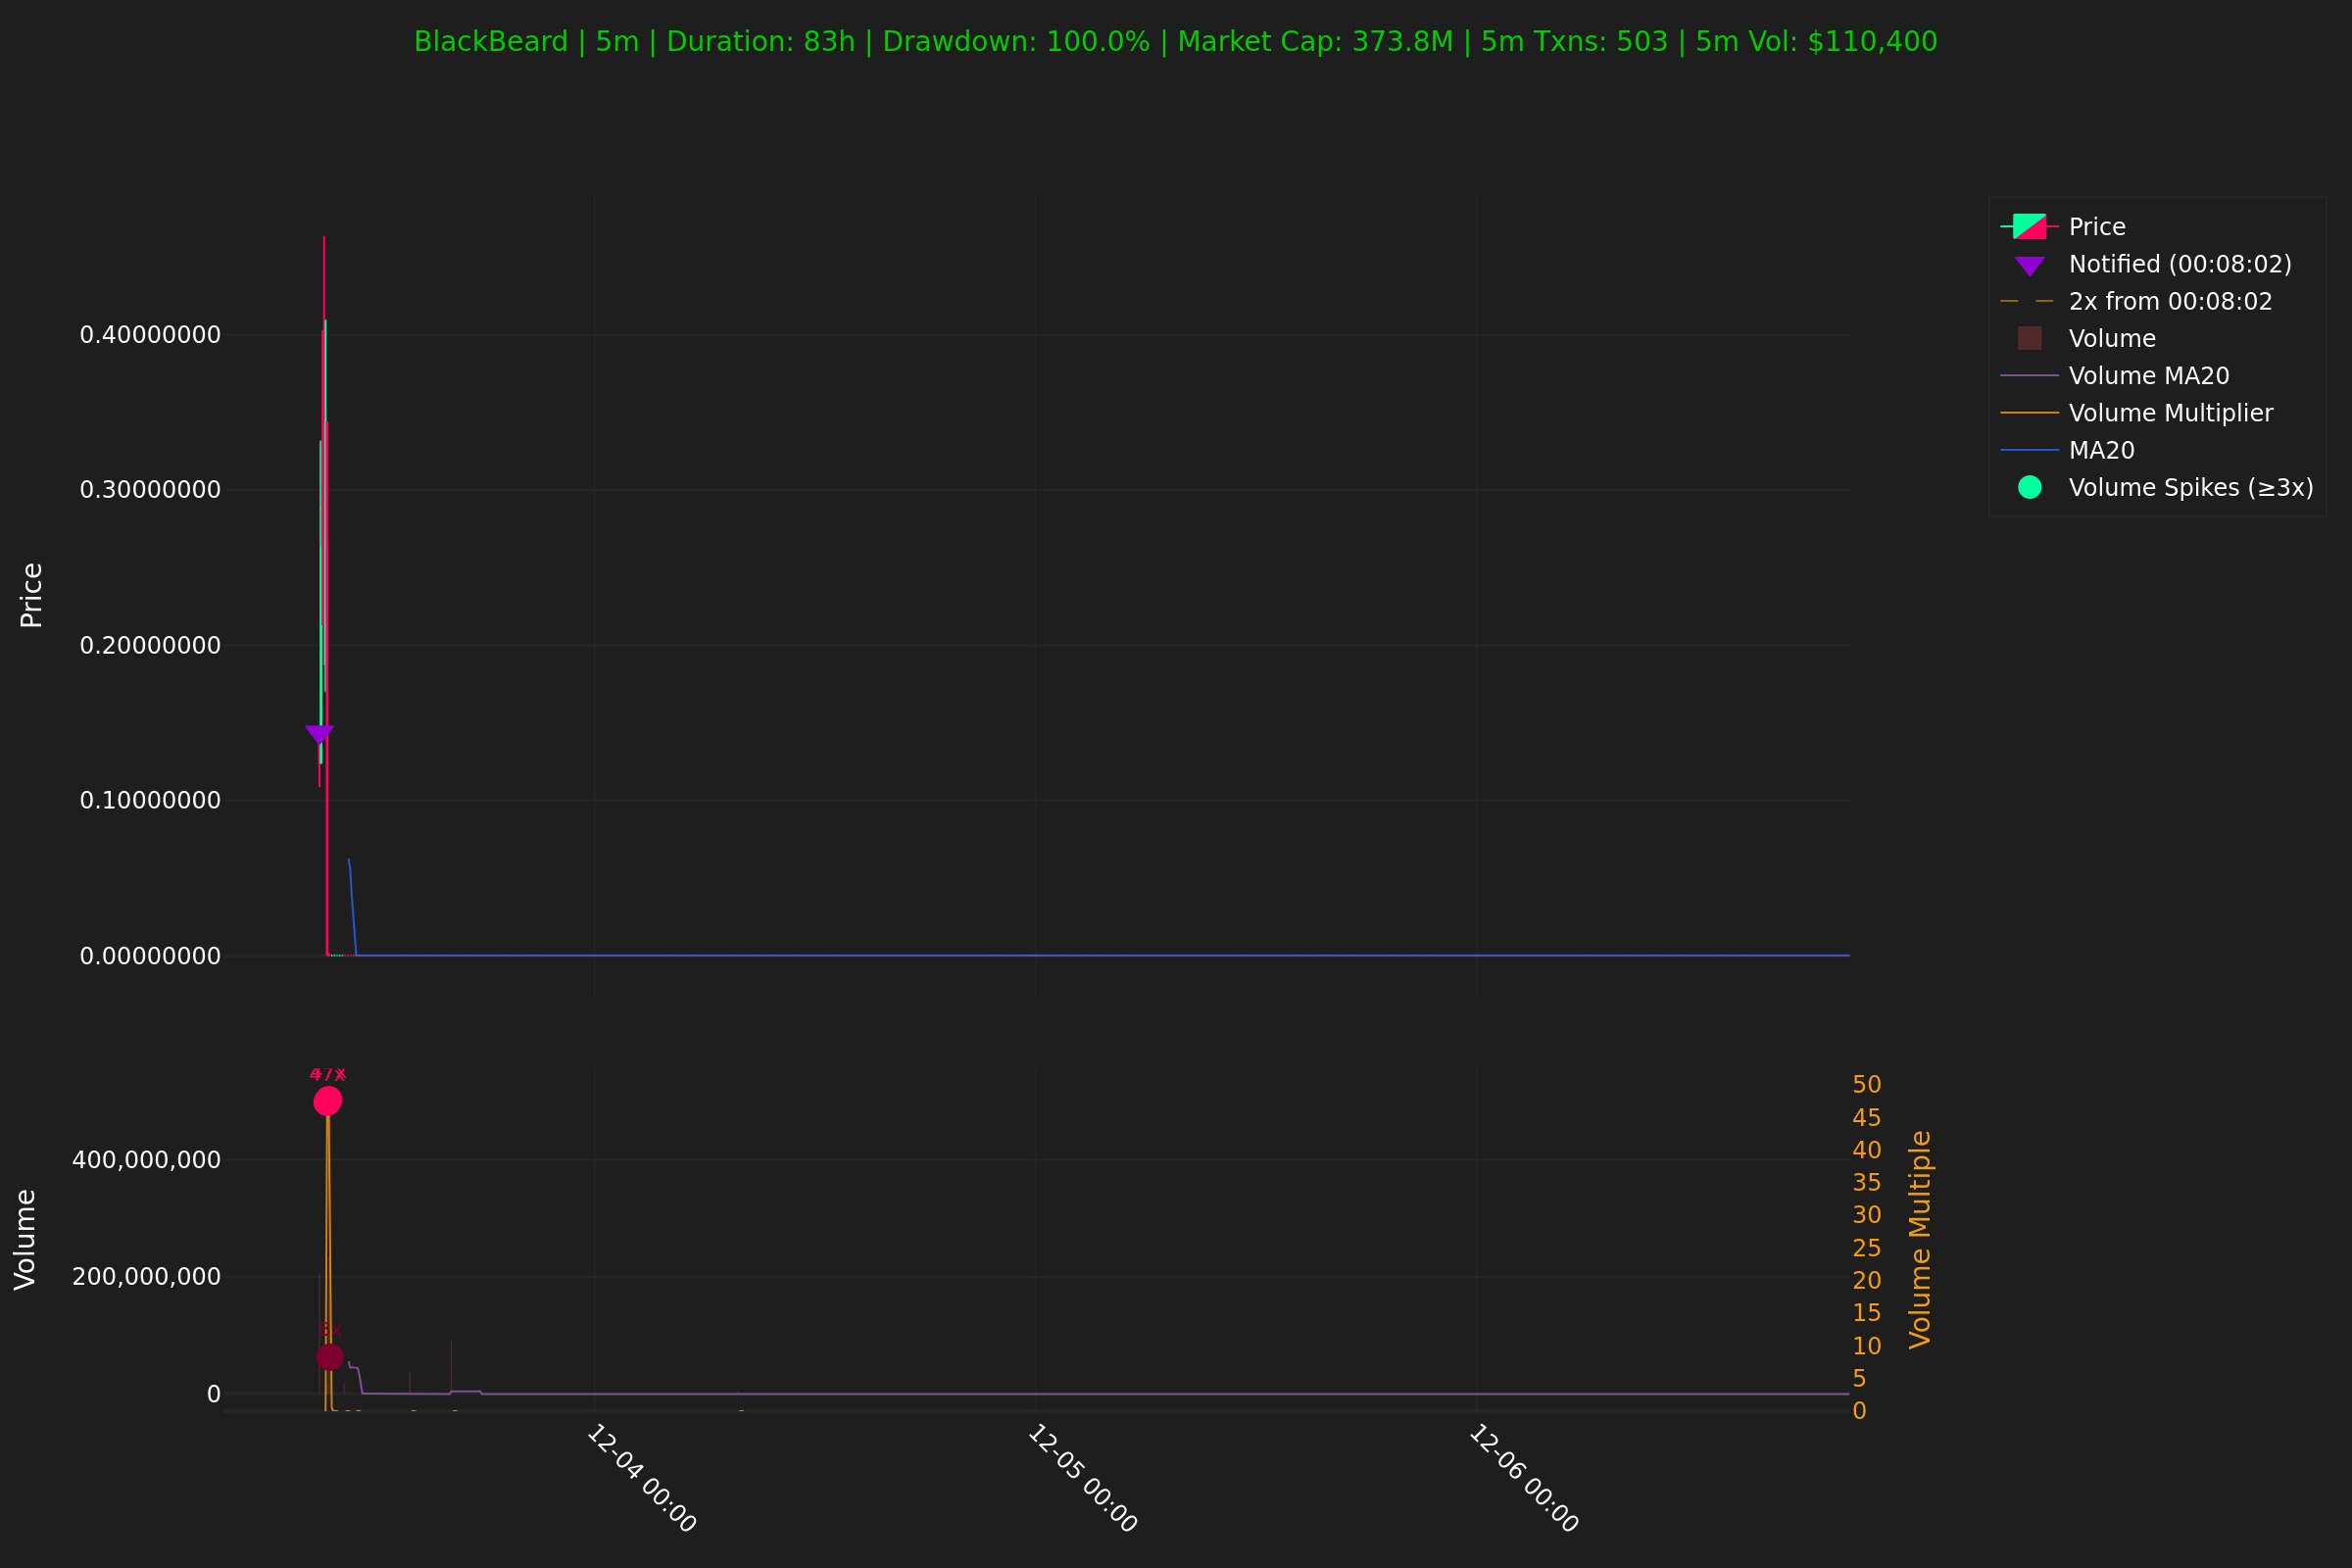 BlackBeard | 5m | Duration: 83h | Drawdown: 100.0% | Market Cap: 373.8M | 5m Txns: 503 | 5m Vol: $110,400
Price
Notified (00:08:02)
2x from 00:08:02
Volume
Volume MA20
Volume Multiplier
MA20
Volume Spikes (≥3x)
Price
0.40000000
0.30000000
0.20000000
0.10000000
0.00000000
47x
Volume
400,000,000
200,000,000
0
Volume Multiple
50
45
40
35
30
25
20
15
10
5
0
12-04 00:00
12-05 00:00
12-06 00:00